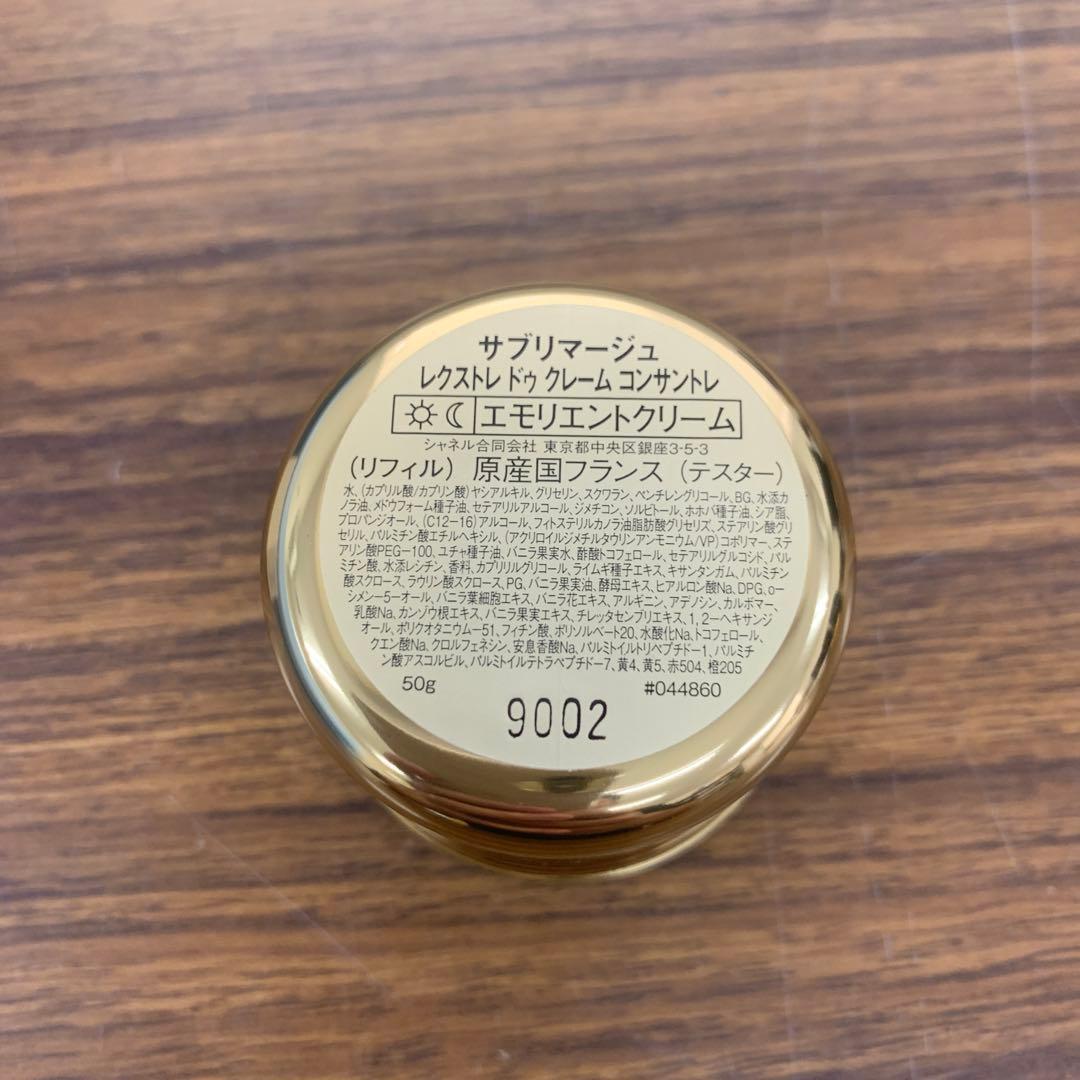 サブリマージュ
レクストレ ドゥ クレーム コンサントレ
エモリエントクリーム
シャネル合同会社 東京都中央区銀座3-5-3
(リフィル) 原産国フランス (テスター)
水、(カプリル酸/カプリン酸)ヤシアルキル、グリセリン、スクワラン、ペンチレングリコール、BG、水添カ
ノラ油、メドウフォーム種子油、セテアリルアルコール、ジメチコン、ソルビトール、ホホバ種子油、シア脂、
プロパンジオール、(C12-16)アルコール、フィトステリルカノラ油脂肪酸グリセリズ、ステアリン酸グリ
セリル、パルミチン酸エチルヘキシル、(アクリロイルジメチルタウリンアンモニウム/VP)コポリマー、ステ
アリン酸PEG-100、ユチャ種子油、バニラ果実水、酢酸トコフェロール、セテアリルグルコシド、パル
ミチン酸、水添レシチン、香料、カプリリルグリコール、ライムギ種子エキス、キサンタンガム、パルミチン
酸スクロース、ラウリン酸スクロース、PG、バニラ果実油、酵母エキス、ヒアルロン酸Na、DPG、o-
シメン-5-オール、バニラ葉細胞エキス、バニラ花エキス、アルギニン、アデノシン、カルボマー、
乳酸Na、カンゾウ根エキス、バニラ果実エキス、チレッタセンブリエキス、1,2-ヘキサンジ
オール、ポリクオタニウム-51、フィチン酸、ポリソルベート20、水酸化Na、トコフェロール、
クエン酸Na、クロルフェネシン、安息香酸Na、パルミトイルトリペプチド-1、パルミチ
ン酸アスコルビル、パルミトイルテトラペプチド-7、黄4、黄5、赤504、橙205
50g #044860
9002